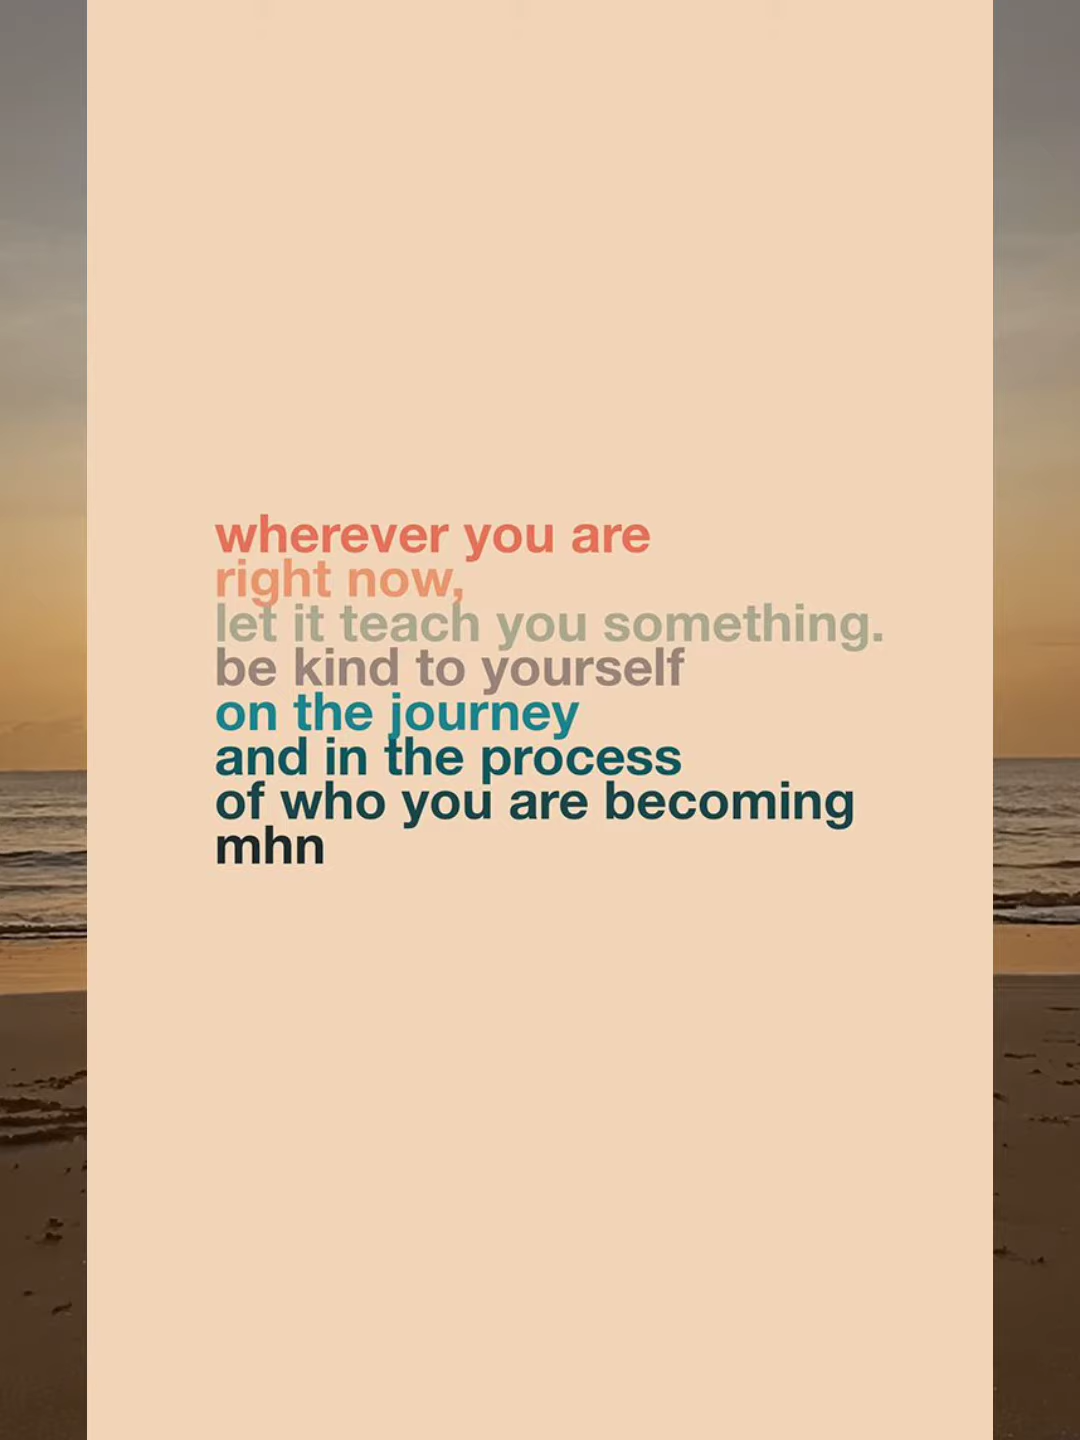 wherever you are
right now,
let it teach you something.
be kind to yourself
on the journey
and in the process
of who you are becoming
mhn